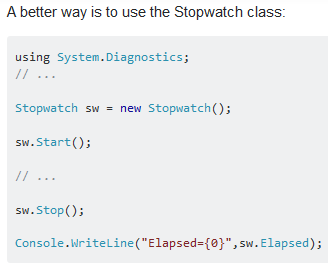 A better way is to use the Stopwatch class:
using System.Diagnostics;
// ...
Stopwatch sw = new Stopwatch();
sw.Start();
// ...
sw.Stop();
Console.WriteLine("Elapsed={0}",sw.Elapsed);